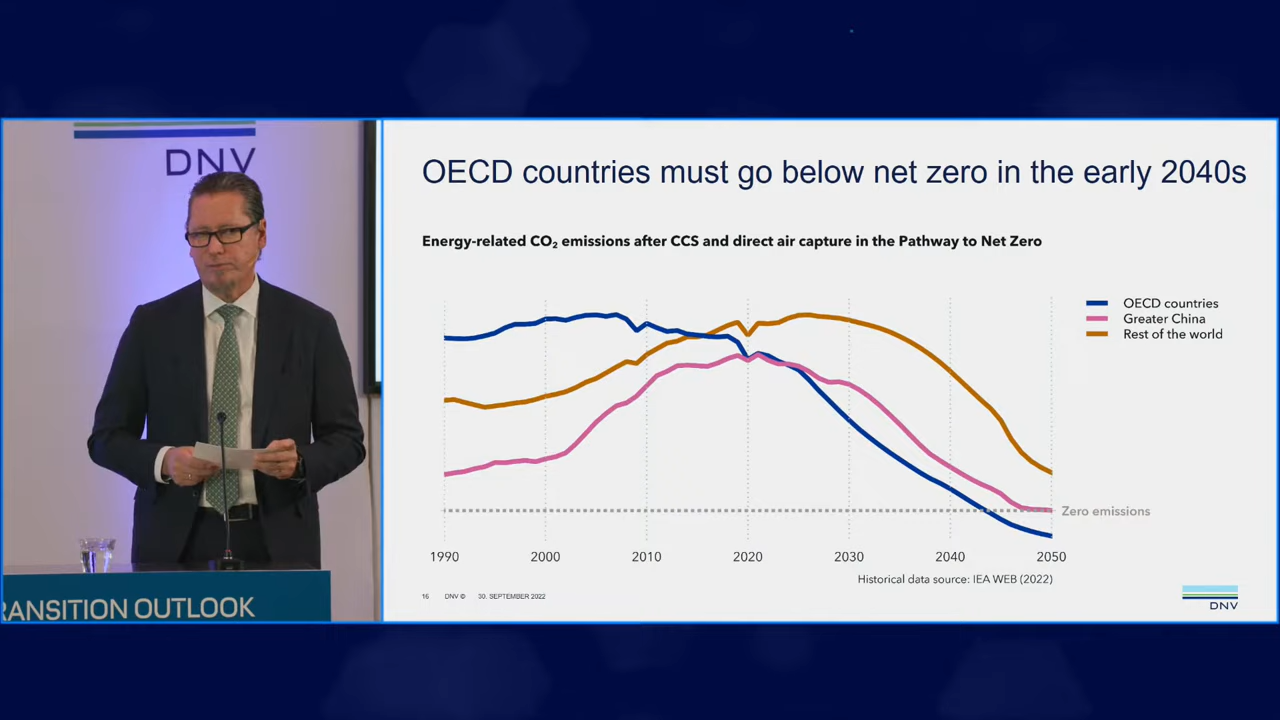 DNV
RANSITION OUTLOOK
OECD countries must go below net zero in the early 2040s
Energy-related CO₂ emissions after CCS and direct air capture in the Pathway to Net Zero
OECD countries
Greater China
Rest of the world
Zero emissions
1990 2000 2010 2020 2030 2040 2050
Historical data source: IEA WEB (2022)
16 DNV © 30. SEPTEMBER 2022
DNV